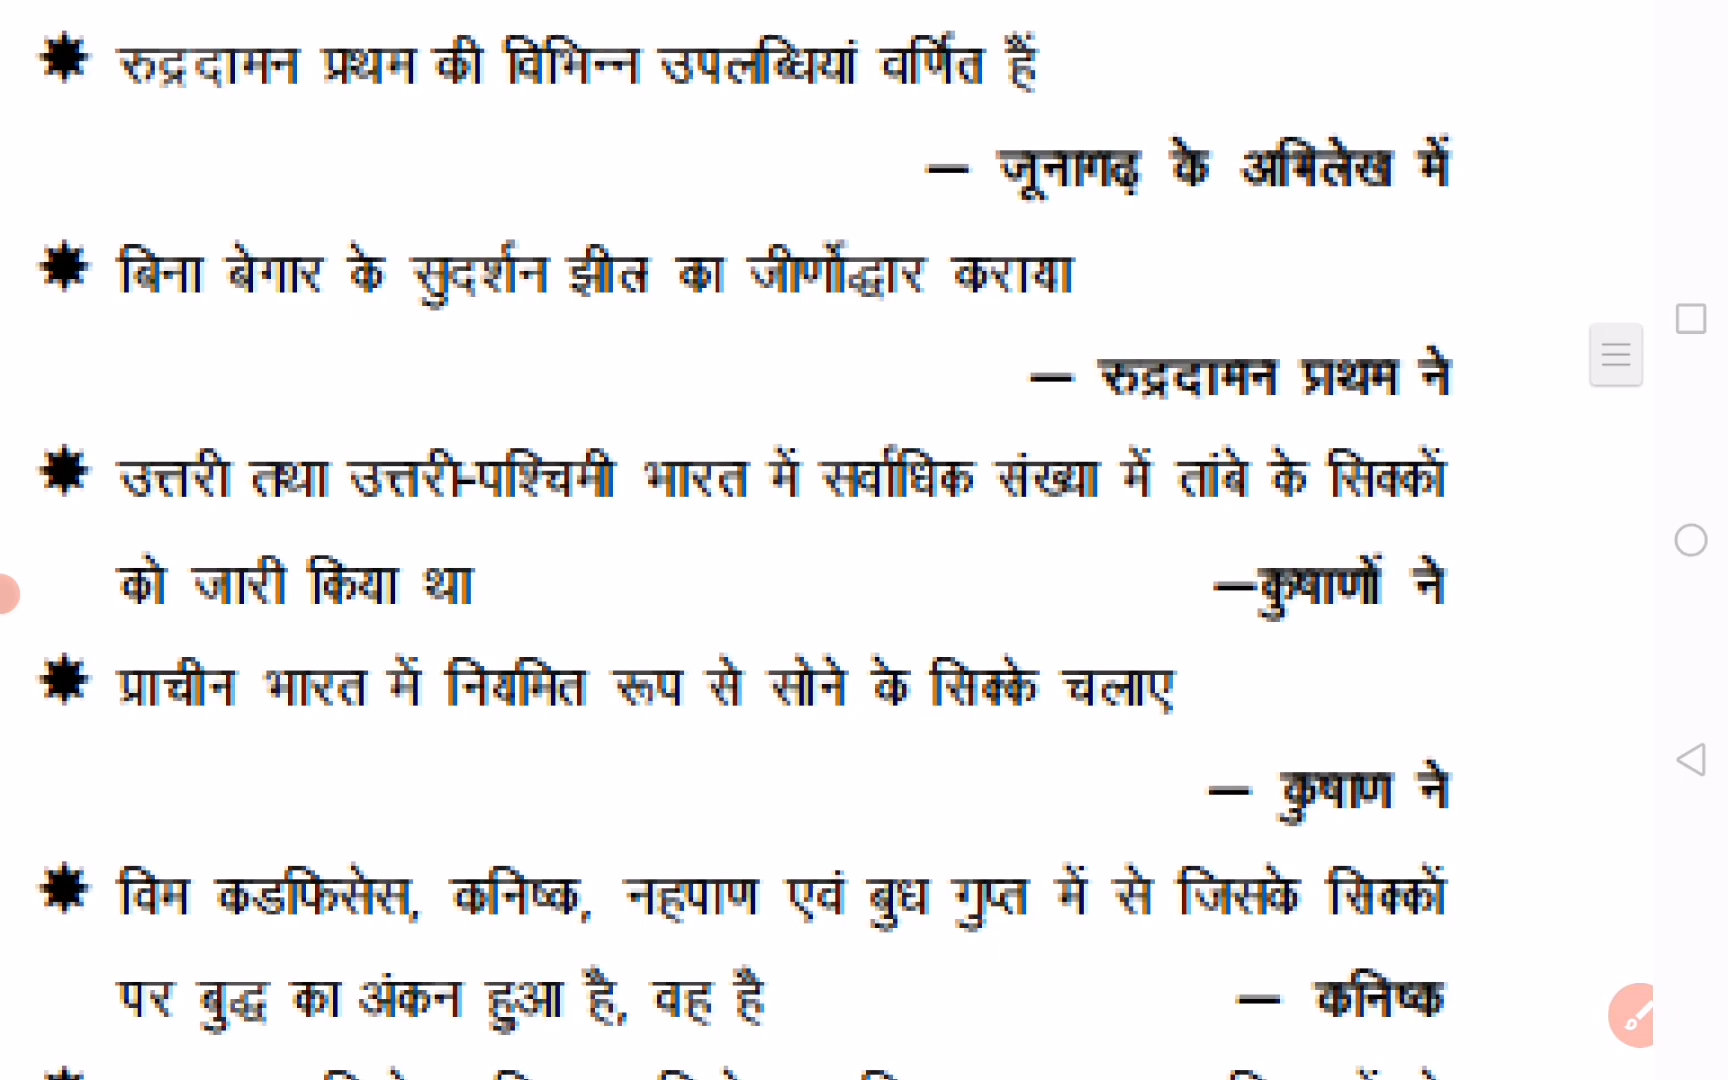 ✸ रुद्रदामन प्रथम की विभिन्न उपलब्धियां वर्णित हैं
— जूनागढ़ के अभिलेख में
✸ बिना बेगार के सुदर्शन झील का जीर्णोद्धार कराया
— रुद्रदामन प्रथम ने
✸ उत्तरी तथा उत्तरी-पश्चिमी भारत में सर्वाधिक संख्या में तांबे के सिक्कों
को जारी किया था —कुषाणों ने
✸ प्राचीन भारत में नियमित रूप से सोने के सिक्के चलाए
— कुषाण ने
✸ विम कडफिसेस, कनिष्क, नहपाण एवं बुध गुप्त में से जिसके सिक्कों
पर बुद्ध का अंकन हुआ है, वह है — कनिष्क